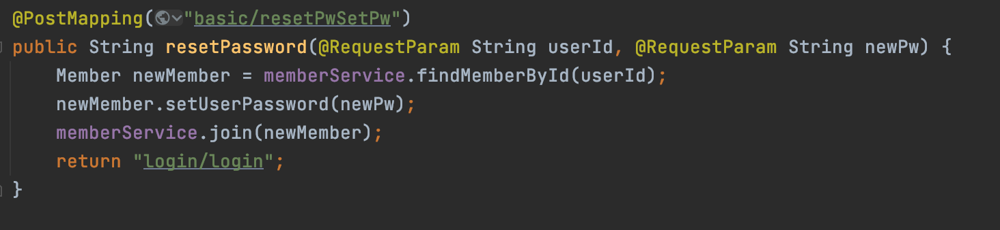 @PostMapping("basic/resetPwSetPw")
public String resetPassword(@RequestParam String userId, @RequestParam String newPw) {
    Member newMember = memberService.findMemberById(userId);
    newMember.setUserPassword(newPw);
    memberService.join(newMember);
    return "login/login";
}